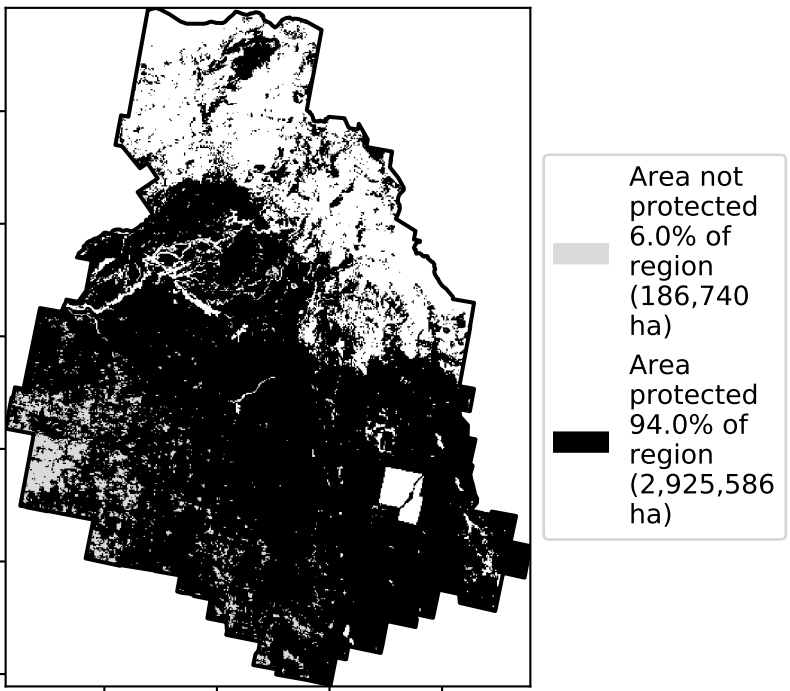 Area not
protected
6.0% of
region
(186,740
ha)
Area
protected
94.0% of
region
(2,925,586
ha)